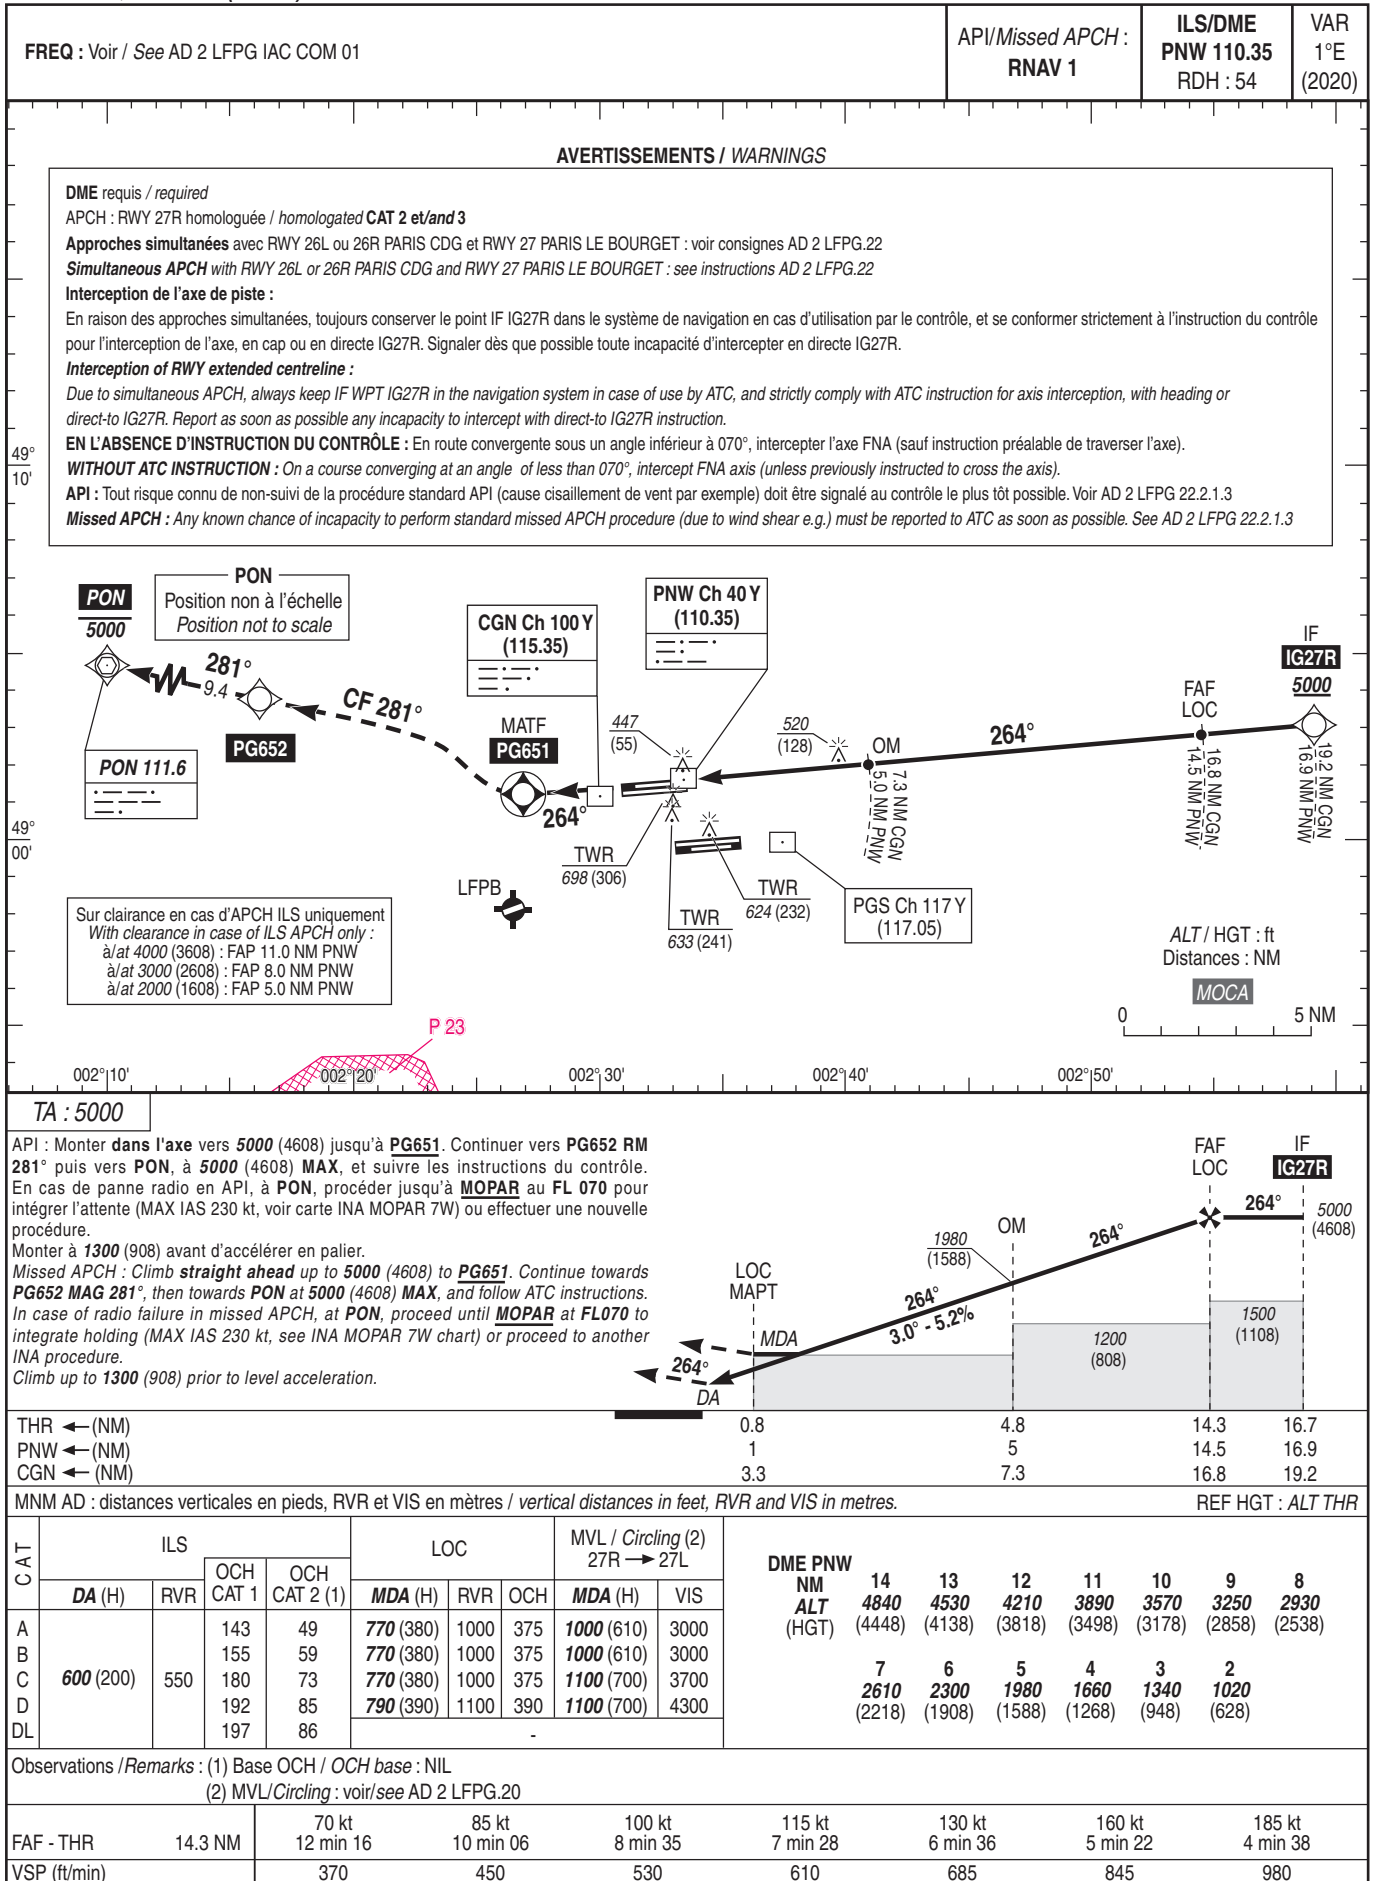 FREQ : Voir / See AD 2 LFPG IAC COM 01
API/Missed APCH :
RNAV 1
ILS/DME
PNW 110.35
RDH : 54
VAR
1°E
(2020)
AVERTISSEMENTS / WARNINGS
DME requis / required
APCH : RWY 27R homologuée / homologated CAT 2 et/and 3
Approches simultanées avec RWY 26L ou 26R PARIS CDG et RWY 27 PARIS LE BOURGET : voir consignes AD 2 LFPG.22
Simultaneous APCH with RWY 26L or 26R PARIS CDG and RWY 27 PARIS LE BOURGET : see instructions AD 2 LFPG.22
Interception de l'axe de piste :
En raison des approches simultanées, toujours conserver le point IF IG27R dans le système de navigation en cas d'utilisation par le contrôle, et se conformer strictement à l'instruction du contrôle
pour l'interception de l'axe, en cap ou en directe IG27R. Signaler dès que possible toute incapacité d'intercepter en directe IG27R.
Interception of RWY extended centreline :
Due to simultaneous APCH, always keep IF WPT IG27R in the navigation system in case of use by ATC, and strictly comply with ATC instruction for axis interception, with heading or
direct-to IG27R. Report as soon as possible any incapacity to intercept with direct-to IG27R instruction.
EN L'ABSENCE D'INSTRUCTION DU CONTRÔLE : En route convergente sous un angle inférieur à 070°, intercepter l'axe FNA (sauf instruction préalable de traverser l'axe).
WITHOUT ATC INSTRUCTION : On a course converging at an angle of less than 070°, intercept FNA axis (unless previously instructed to cross the axis).
API : Tout risque connu de non-suivi de la procédure standard API (cause cisaillement de vent par exemple) doit être signalé au contrôle le plus tôt possible. Voir AD 2 LFPG 22.2.1.3
Missed APCH : Any known chance of incapacity to perform standard missed APCH procedure (due to wind shear e.g.) must be reported to ATC as soon as possible. See AD 2 LFPG 22.2.1.3
49°
10'
PON
5000
PON
Position non à l'échelle
Position not to scale
CGN Ch 100 Y
(115.35)
PNW Ch 40 Y
(110.35)
IF
IG27R
5000
FAF
LOC
281°
9.4
CF 281°
PG652
MATF
PG651
447
(55)
520
(128)
OM
264°
PON 111.6
264°
7.3 NM CGN
5.0 NM PNW
16.8 NM CGN
14.5 NM PNW
19.2 NM CGN
16.9 NM PNW
49°
00'
TWR
698 (306)
LFPB
TWR
624 (232)
TWR
633 (241)
PGS Ch 117 Y
(117.05)
Sur clairance en cas d'APCH ILS uniquement
With clearance in case of ILS APCH only :
à/at 4000 (3608) : FAP 11.0 NM PNW
à/at 3000 (2608) : FAP 8.0 NM PNW
à/at 2000 (1608) : FAP 5.0 NM PNW
ALT / HGT : ft
Distances : NM
MOCA
0 5 NM
P 23
002° 10' 002° 20' 002° 30' 002° 40' 002° 50'
TA : 5000
API : Monter dans l'axe vers 5000 (4608) jusqu'à PG651. Continuer vers PG652 RM
281° puis vers PON, à 5000 (4608) MAX, et suivre les instructions du contrôle.
En cas de panne radio en API, à PON, procéder jusqu'à MOPAR au FL 070 pour
intégrer l'attente (MAX IAS 230 kt, voir carte INA MOPAR 7W) ou effectuer une nouvelle
procédure.
Monter à 1300 (908) avant d'accélérer en palier.
Missed APCH : Climb straight ahead up to 5000 (4608) to PG651. Continue towards
PG652 MAG 281°, then towards PON at 5000 (4608) MAX, and follow ATC instructions.
In case of radio failure in missed APCH, at PON, proceed until MOPAR at FL070 to
integrate holding (MAX IAS 230 kt, see INA MOPAR 7W chart) or proceed to another
INA procedure.
Climb up to 1300 (908) prior to level acceleration.
FAF
LOC
IF
IG27R
264°
5000
(4608)
OM
1980
(1588)
264°
LOC
MAPT
264°
3.0° - 5.2%
MDA
264°
DA
1200
(808)
1500
(1108)
THR (NM) 0.8 4.8 14.3 16.7
PNW (NM) 1 5 14.5 16.9
CGN (NM) 3.3 7.3 16.8 19.2
MNM AD : distances verticales en pieds, RVR et VIS en mètres / vertical distances in feet, RVR and VIS in metres. REF HGT : ALT THR
CAT
ILS
LOC
MVL / Circling (2)
27R → 27L
DA (H) RVR OCH CAT 1 OCH CAT 2 (1) MDA (H) RVR OCH MDA (H) VIS
A 143 49 770 (380) 1000 375 1000 (610) 3000
B 155 59 770 (380) 1000 375 1000 (610) 3000
C 600 (200) 550 180 73 770 (380) 1000 375 1100 (700) 3700
D 192 85 790 (390) 1100 390 1100 (700) 4300
DL 197 86 -
DME PNW
NM 14 13 12 11 10 9 8
ALT 4840 4530 4210 3890 3570 3250 2930
(HGT) (4448) (4138) (3818) (3498) (3178) (2858) (2538)
7 6 5 4 3 2
2610 2300 1980 1660 1340 1020
(2218) (1908) (1588) (1268) (948) (628)
Observations /Remarks : (1) Base OCH / OCH base : NIL
(2) MVL/Circling : voir/see AD 2 LFPG.20
70 kt 85 kt 100 kt 115 kt 130 kt 160 kt 185 kt
FAF - THR 14.3 NM 12 min 16 10 min 06 8 min 35 7 min 28 6 min 36 5 min 22 4 min 38
VSP (ft/min) 370 450 530 610 685 845 980